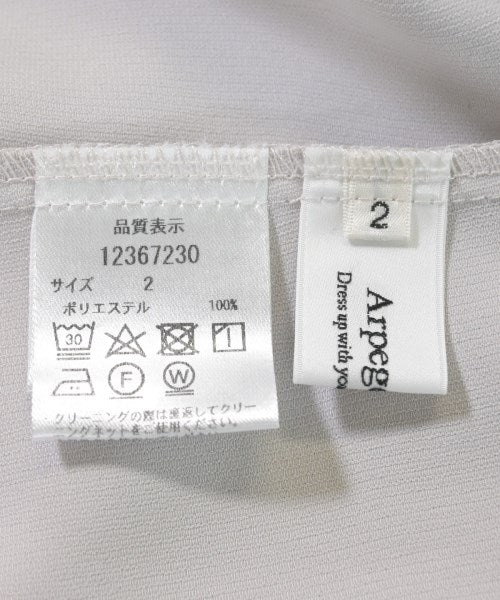 品質表示
12367230
サイズ 2
ポリエステル 100%
30
F
W
クリーニングの際は裏返してクリー
ニングネットをご使用ください。
2
Arpege
Dress up with you